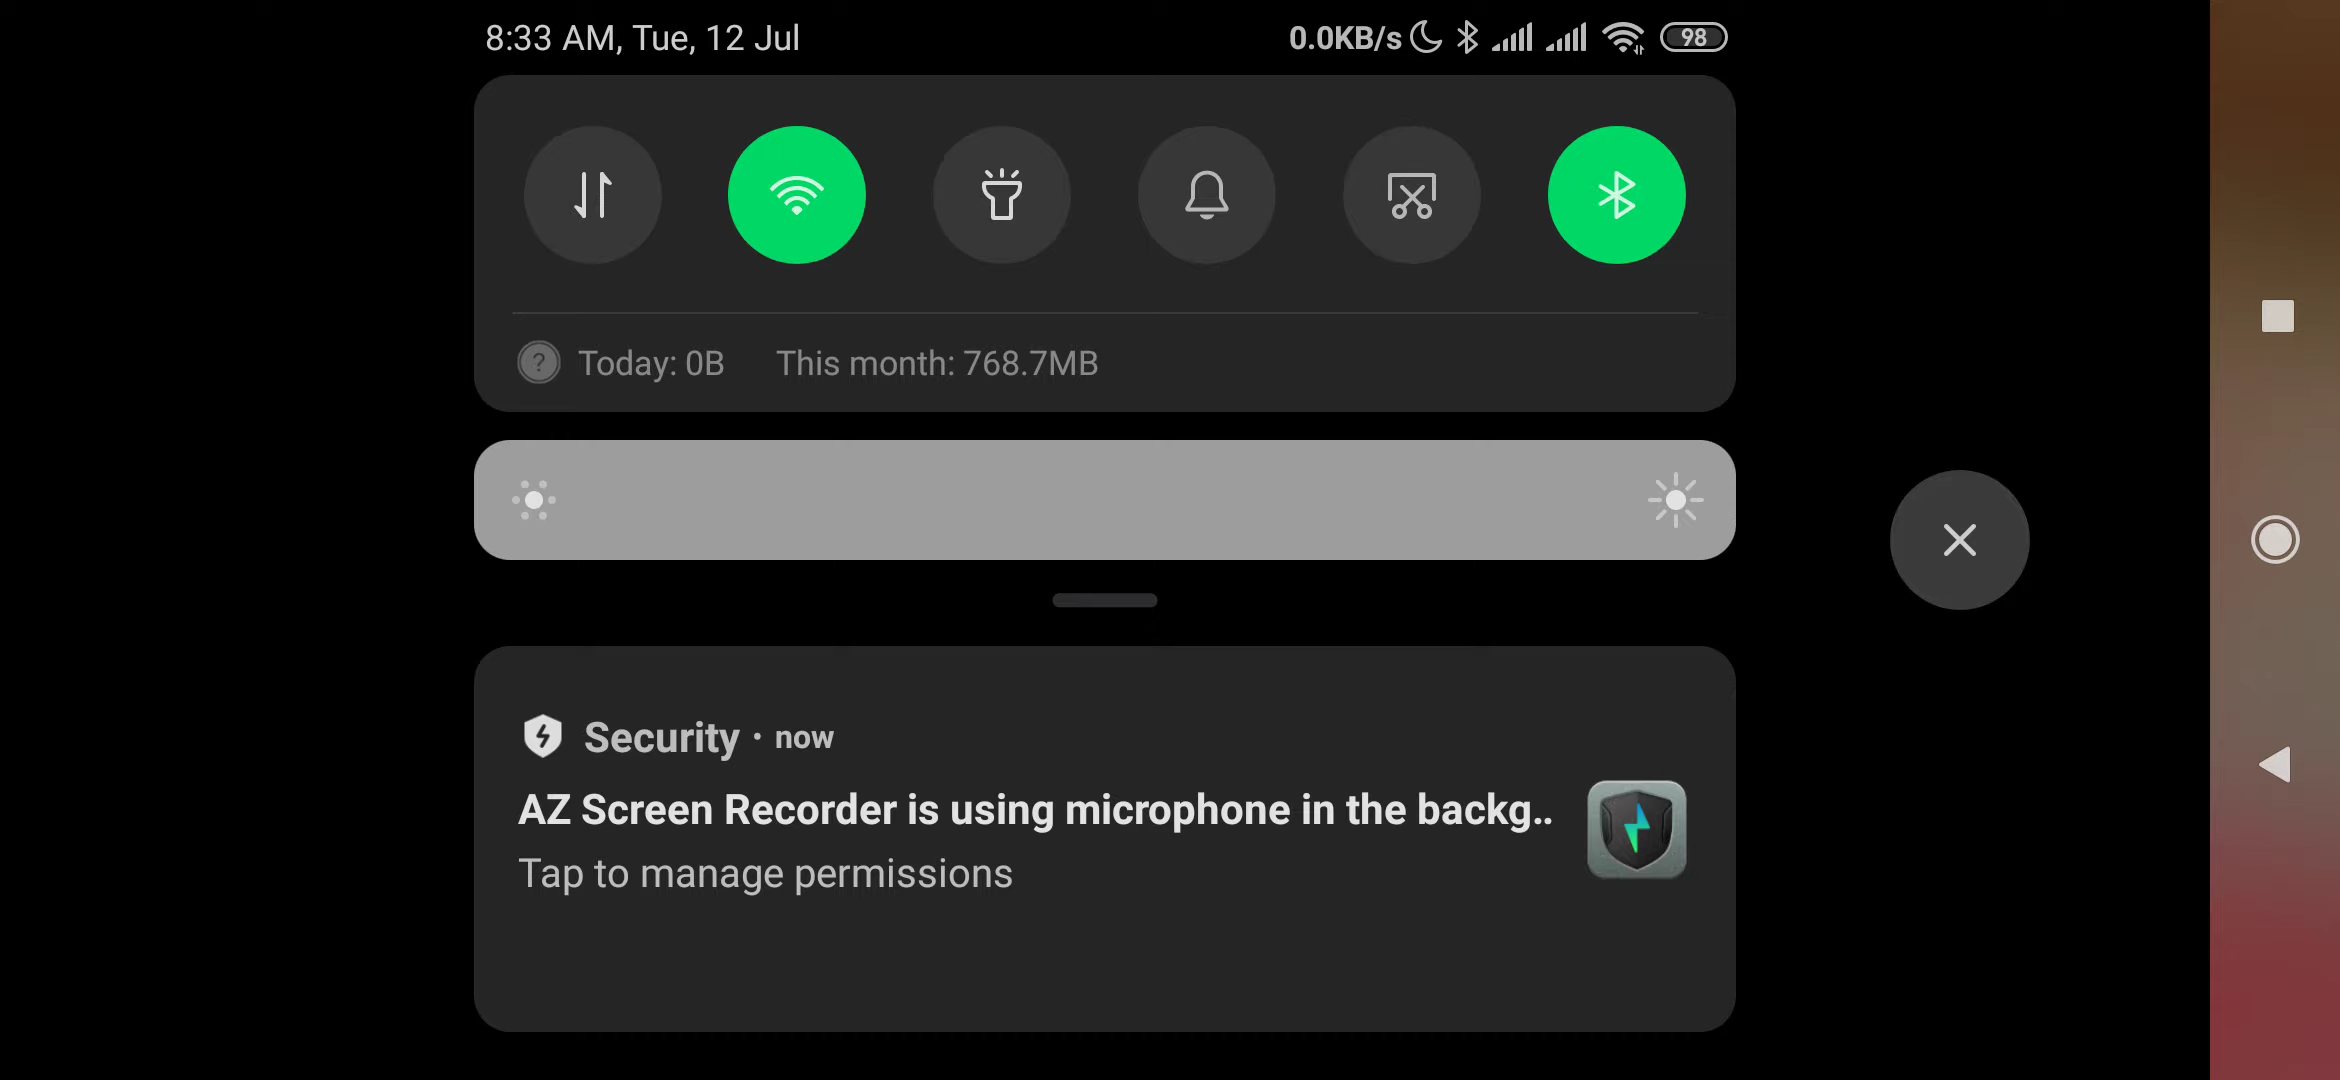 8:33 AM, Tue, 12 Jul 0.0KB/s 98
? Today: 0B This month: 768.7MB
Security · now
AZ Screen Recorder is using microphone in the backg..
Tap to manage permissions